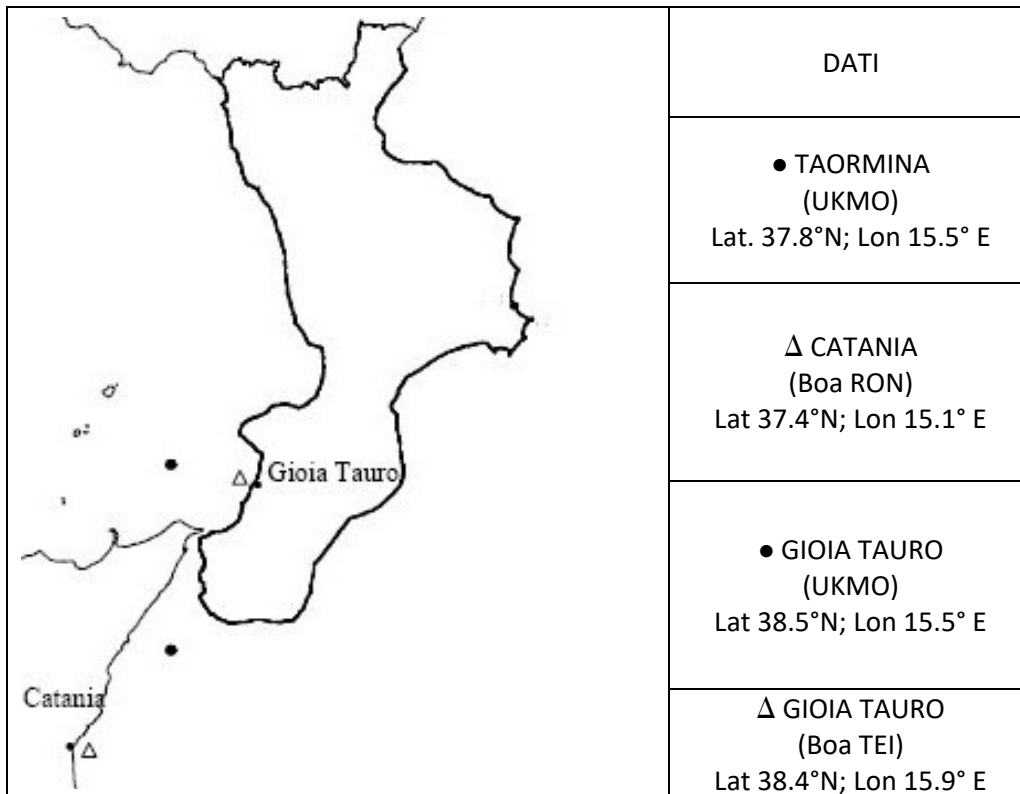 DATI
● TAORMINA
(UKMO)
Lat. 37.8°N; Lon 15.5° E
Δ CATANIA
(Boa RON)
Lat 37.4°N; Lon 15.1° E
● GIOIA TAURO
(UKMO)
Lat 38.5°N; Lon 15.5° E
Δ GIOIA TAURO
(Boa TEI)
Lat 38.4°N; Lon 15.9° E
Δ Gioia Tauro
Catania
Δ